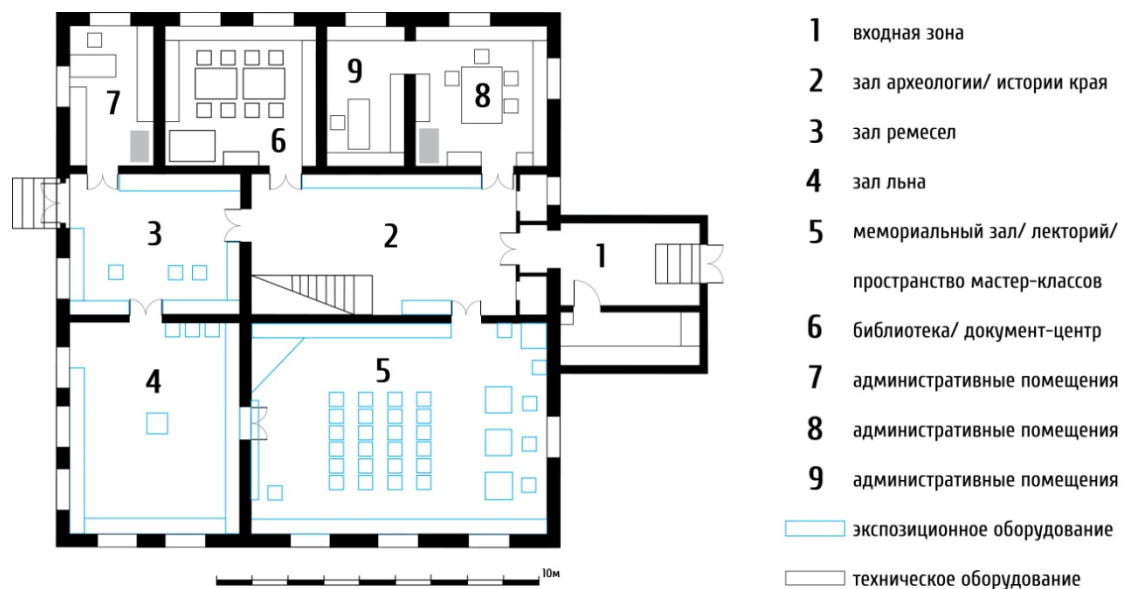 7
6
9
8
3
2
1
4
5
10м
1 входная зона
2 зал археологии/ истории края
3 зал ремесел
4 зал льна
5 мемориальный зал/ лекторий/
пространство мастер-классов
6 библиотека/ документ-центр
7 административные помещения
8 административные помещения
9 административные помещения
экспозиционное оборудование
техническое оборудование